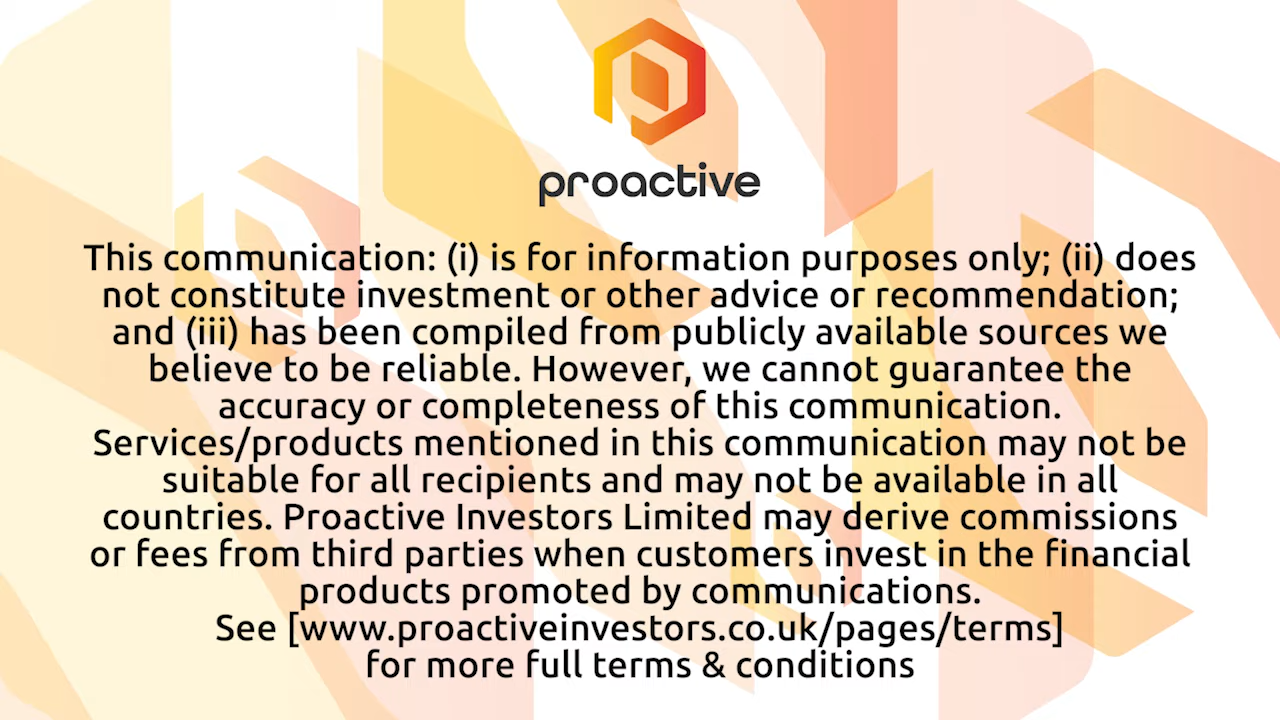 proactive
This communication: (i) is for information purposes only; (ii) does
not constitute investment or other advice or recommendation;
and (iii) has been compiled from publicly available sources we
believe to be reliable. However, we cannot guarantee the
accuracy or completeness of this communication.
Services/products mentioned in this communication may not be
suitable for all recipients and may not be available in all
countries. Proactive Investors Limited may derive commissions
or fees from third parties when customers invest in the financial
products promoted by communications.
See [www.proactiveinvestors.co.uk/pages/terms]
for more full terms & conditions